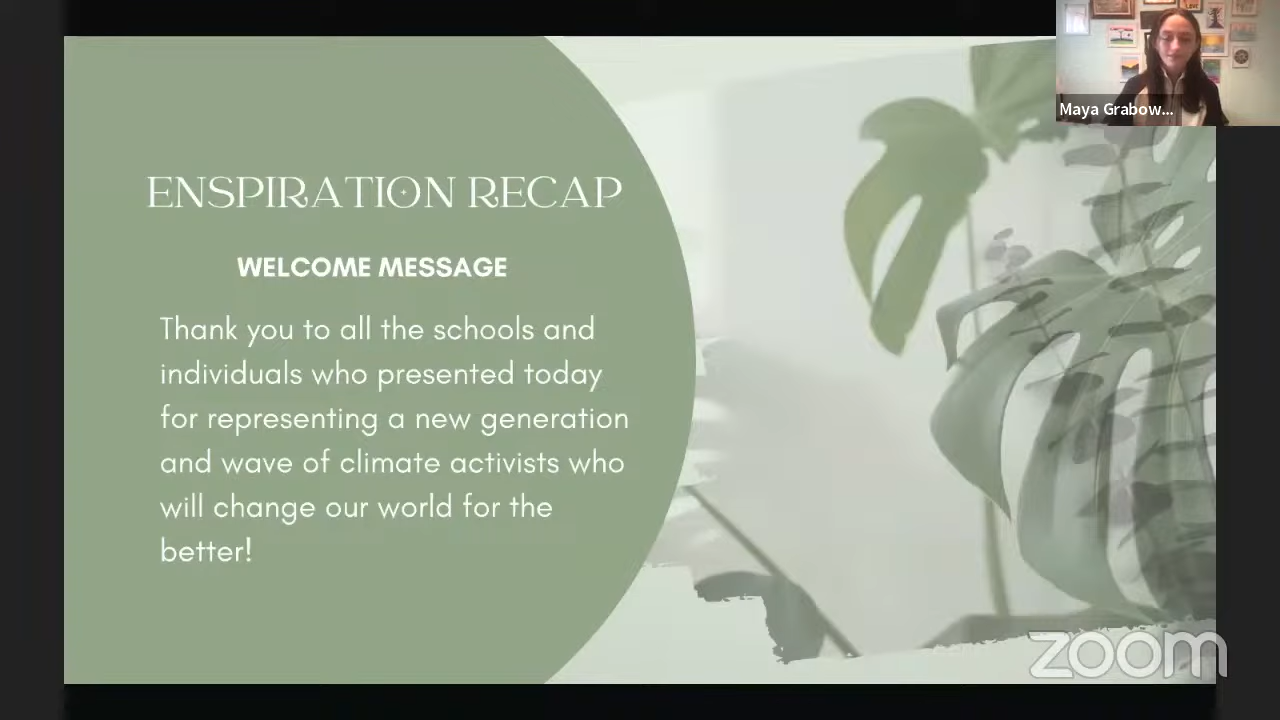 Maya Grabow...
ENSPIRATION RECAP
WELCOME MESSAGE
Thank you to all the schools and
individuals who presented today
for representing a new generation
and wave of climate activists who
will change our world for the
better!
zoom